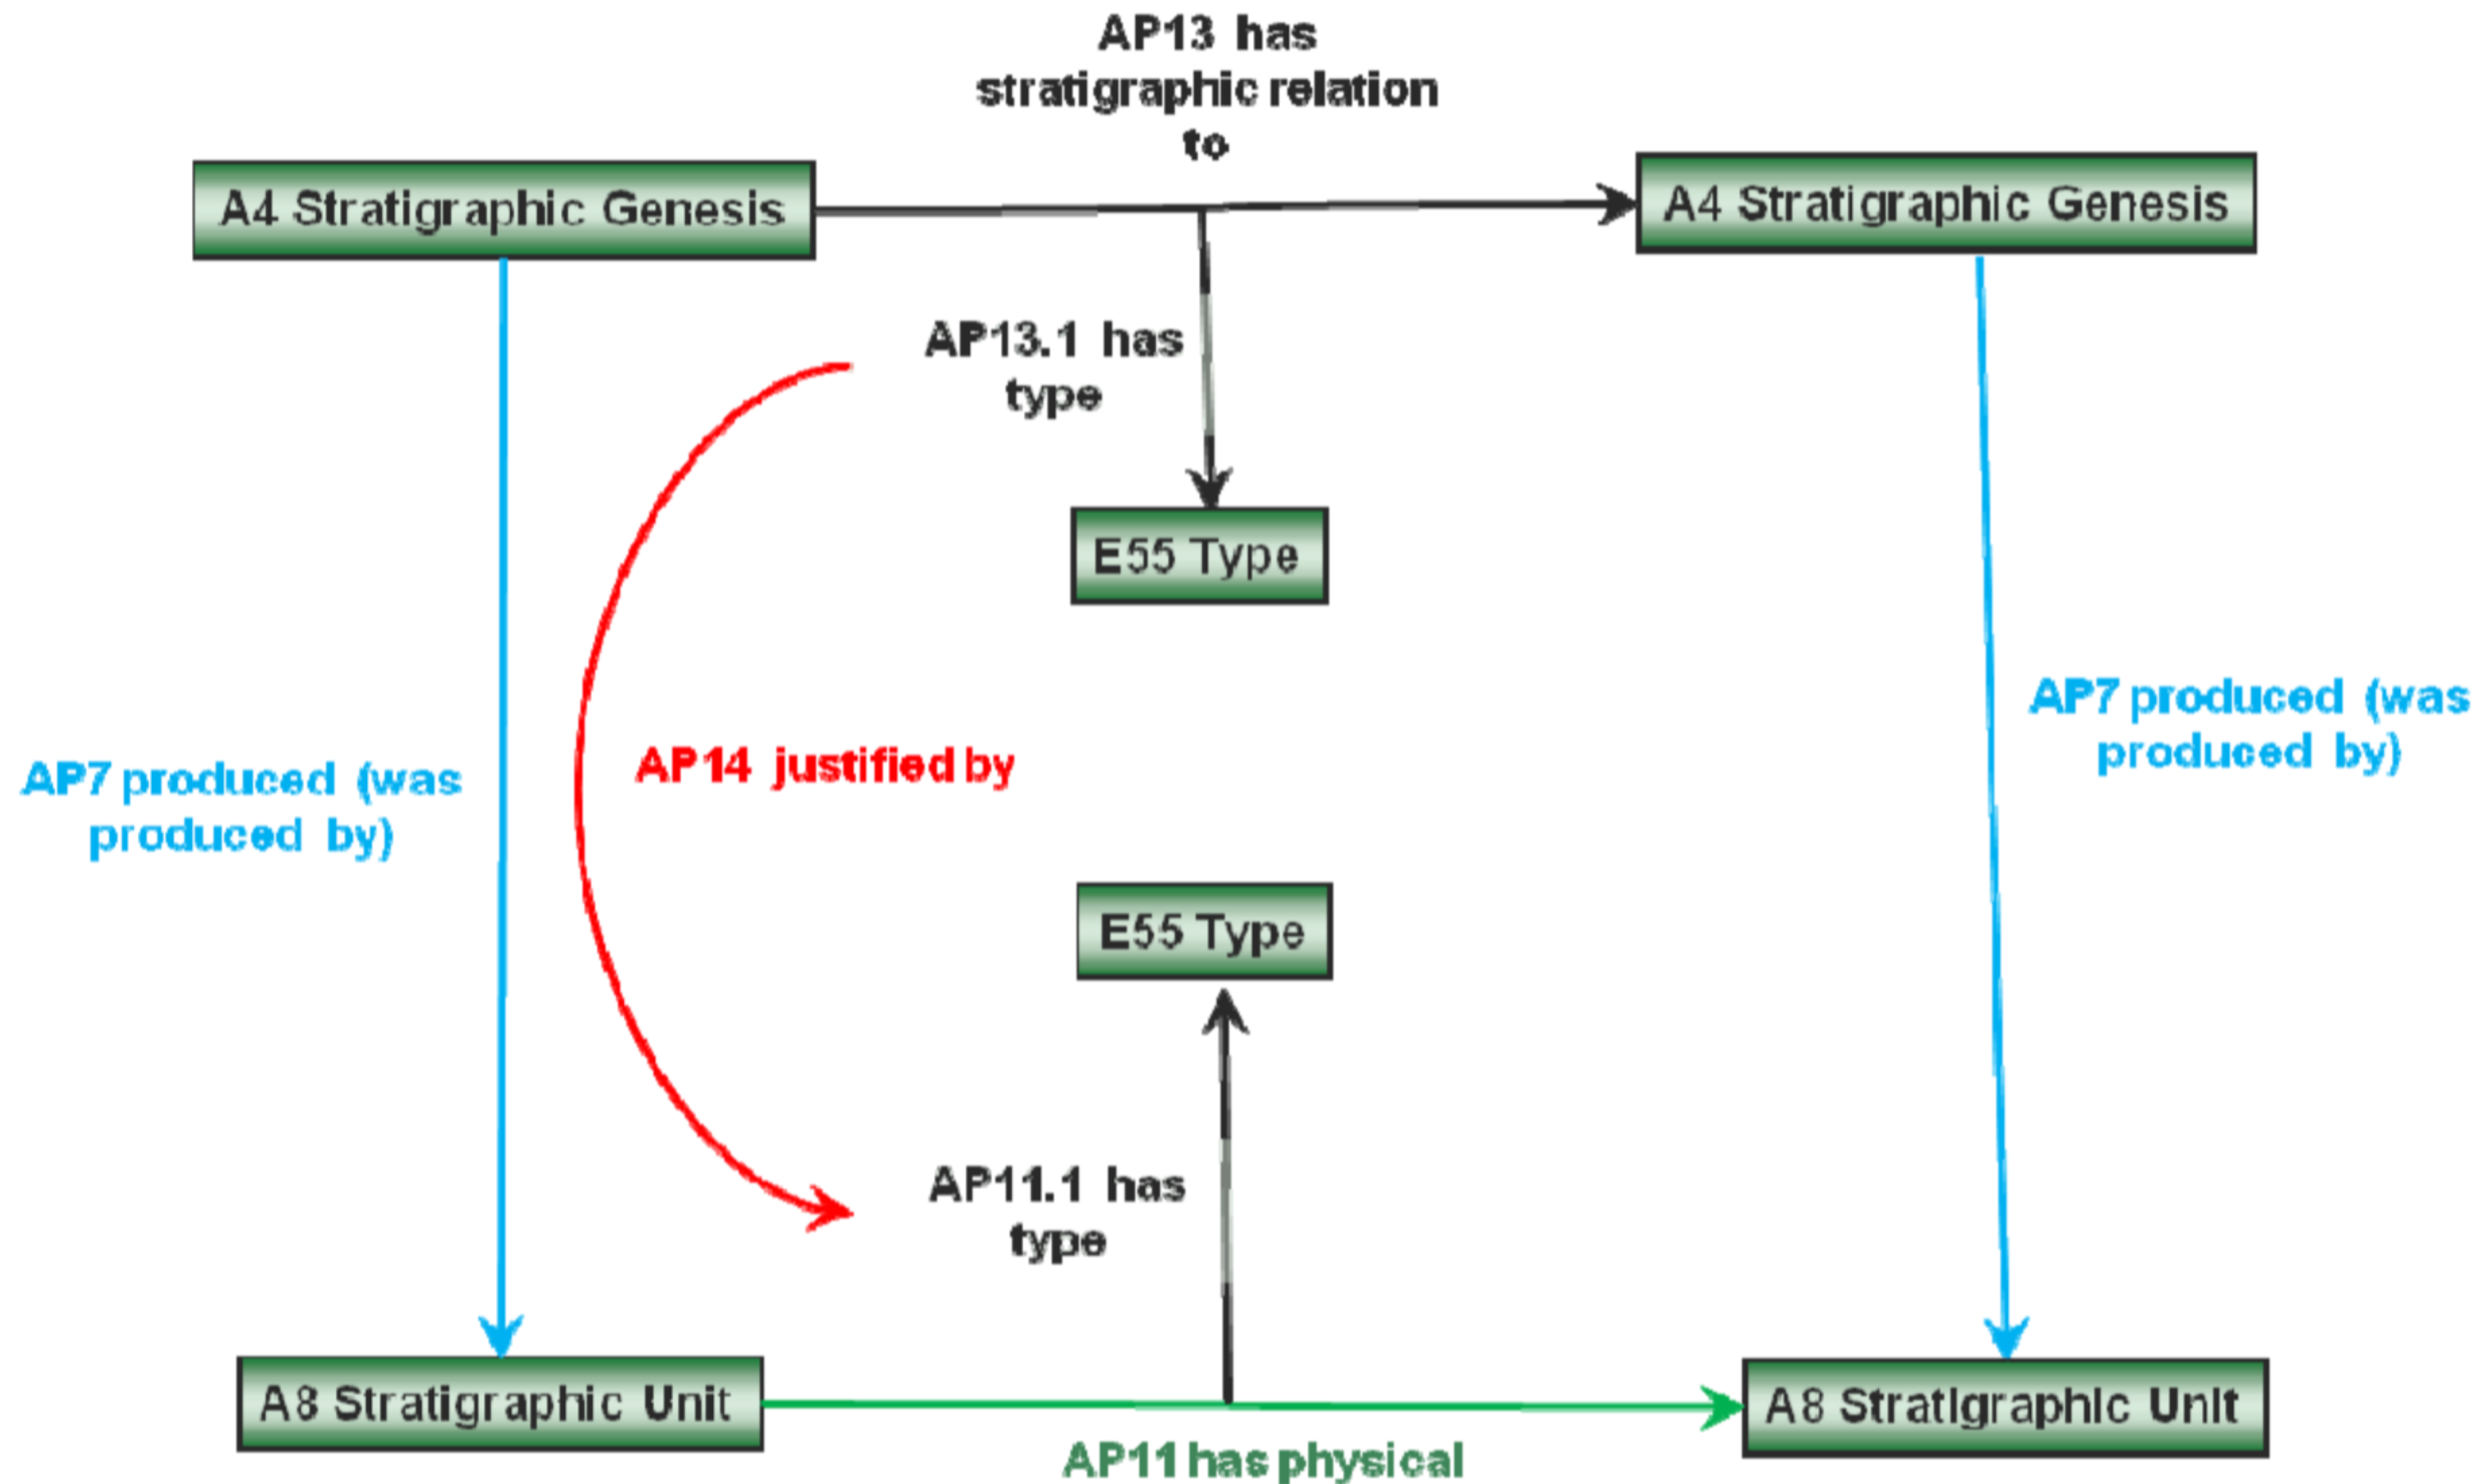 AP13 has
stratigraphic relation
to
A4 Stratigraphic Genesis
A4 Stratigraphic Genesis
AP13.1 has
type
E55 Type
AP7 produced (was
produced by)
AP14 justified by
AP7 produced (was
produced by)
E55 Type
AP11.1 has
type
A8 Stratigraphic Unit
A8 Stratigraphic Unit
AP11 has physical